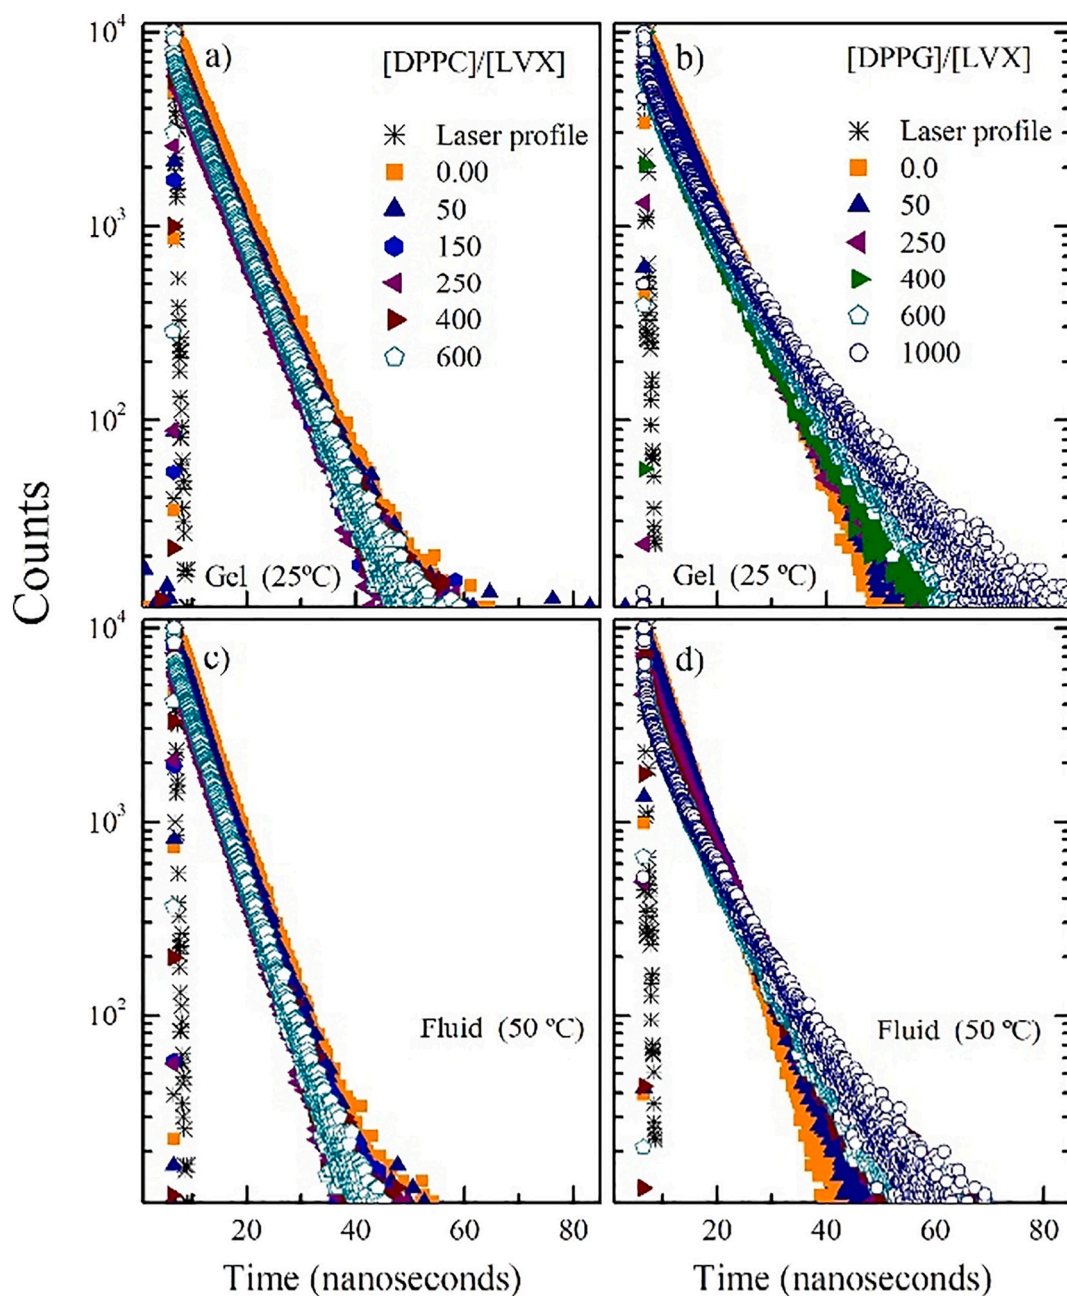 Counts
10⁴
10³
10²
a)
[DPPC]/[LVX]
Laser profile
0.00
50
150
250
400
600
Gel (25ºC)
b)
[DPPG]/[LVX]
Laser profile
0.0
50
250
400
600
1000
Gel (25 ºC)
10⁴
10³
10²
c)
Fluid (50 ºC)
d)
Fluid (50 ºC)
20 40 60 80
20 40 60 80
Time (nanoseconds)
Time (nanoseconds)